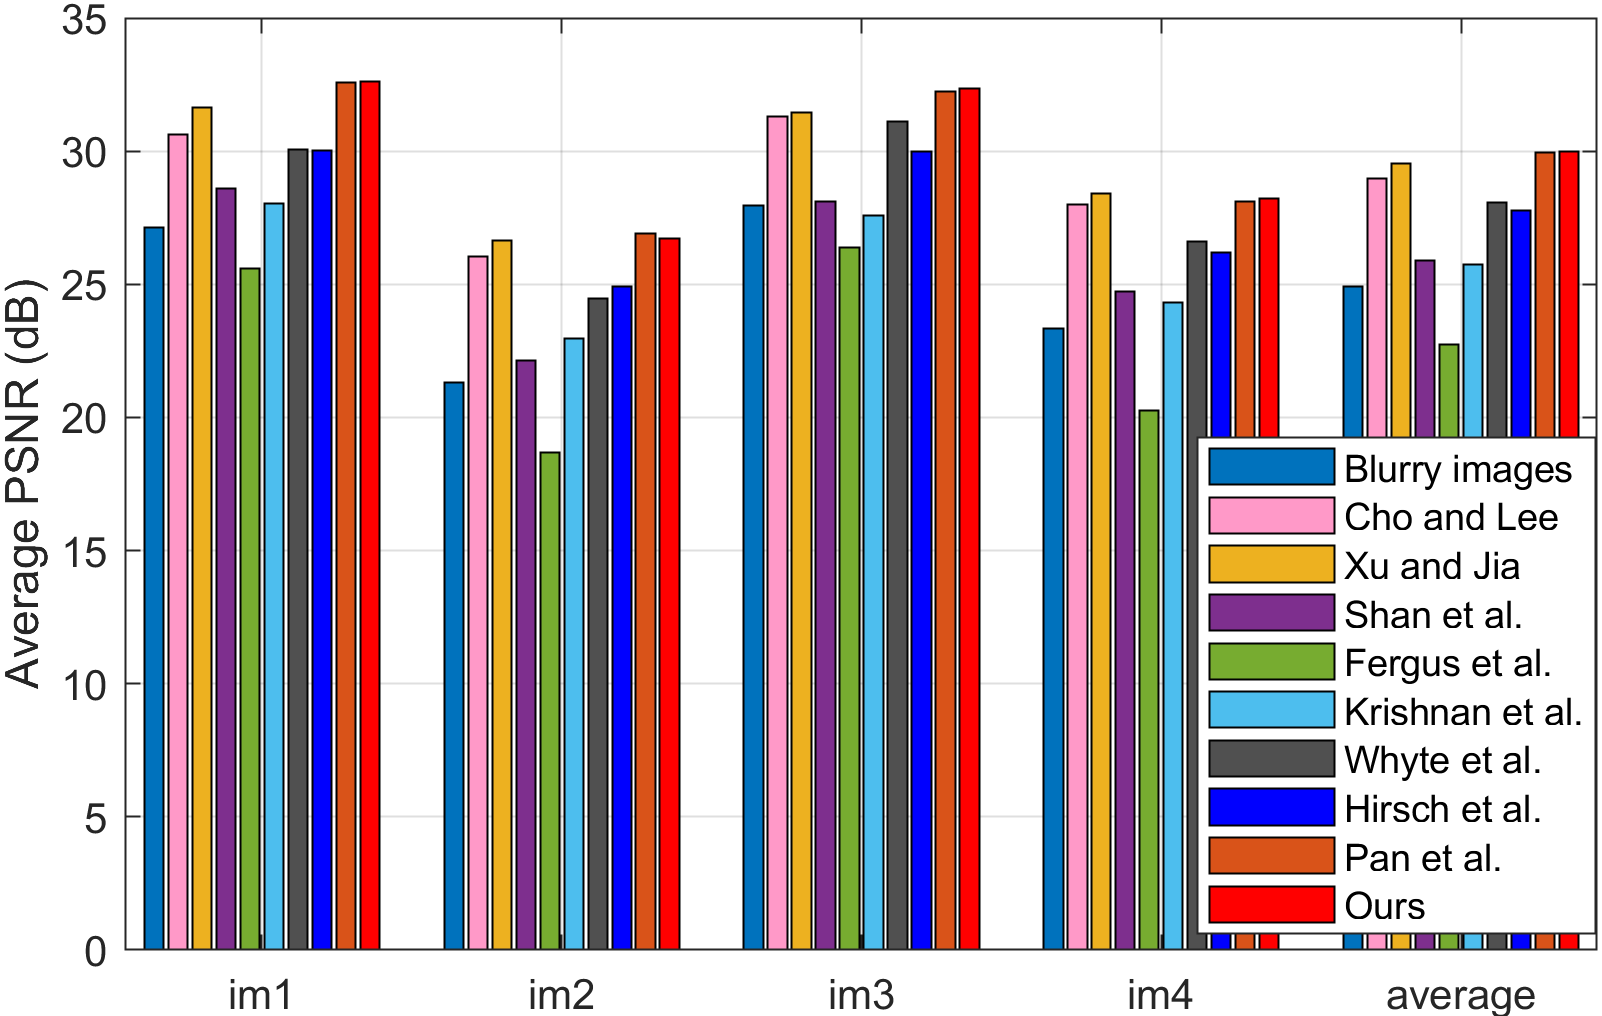 Average PSNR (dB)
35
30
25
20
15
10
5
0
im1
im2
im3
im4
average
Blurry images
Cho and Lee
Xu and Jia
Shan et al.
Fergus et al.
Krishnan et al.
Whyte et al.
Hirsch et al.
Pan et al.
Ours